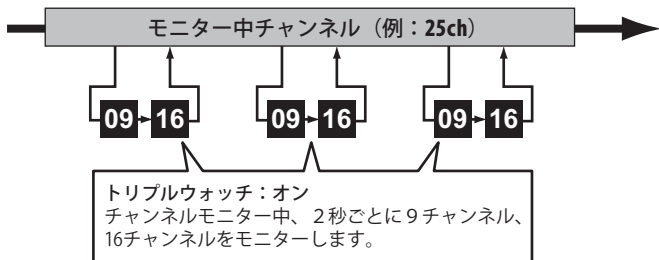 モニター中チャンネル（例：25ch）
09 16 09 16 09 16
トリプルウォッチ：オン
チャンネルモニター中、２秒ごとに９チャンネル、
16チャンネルをモニターします。